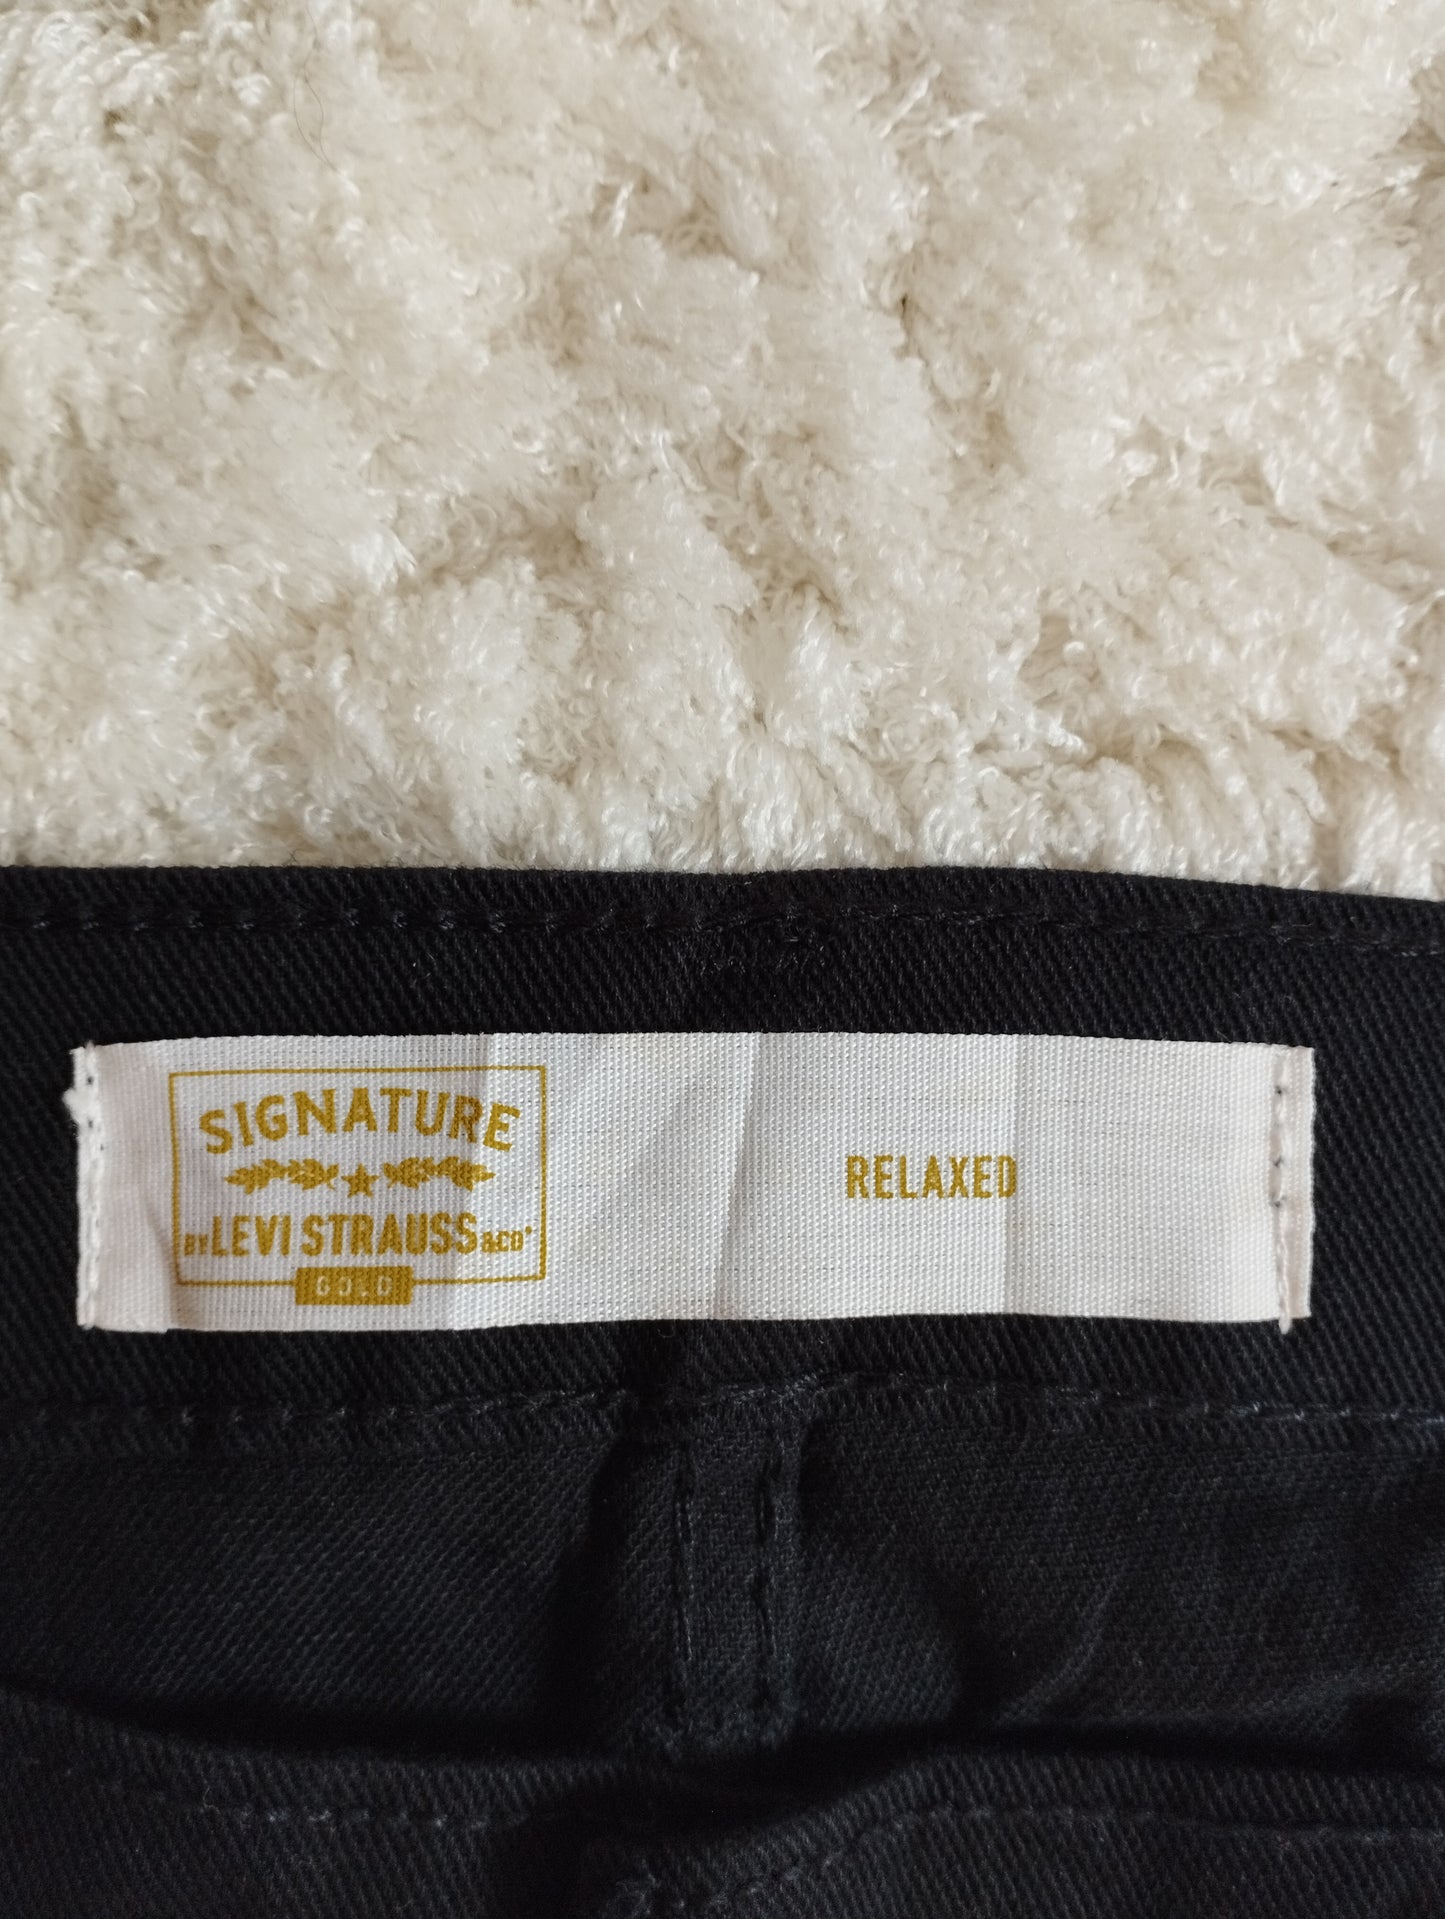 SIGNATURE
BY LEVI STRAUSS & CO
GOLD
RELAXED